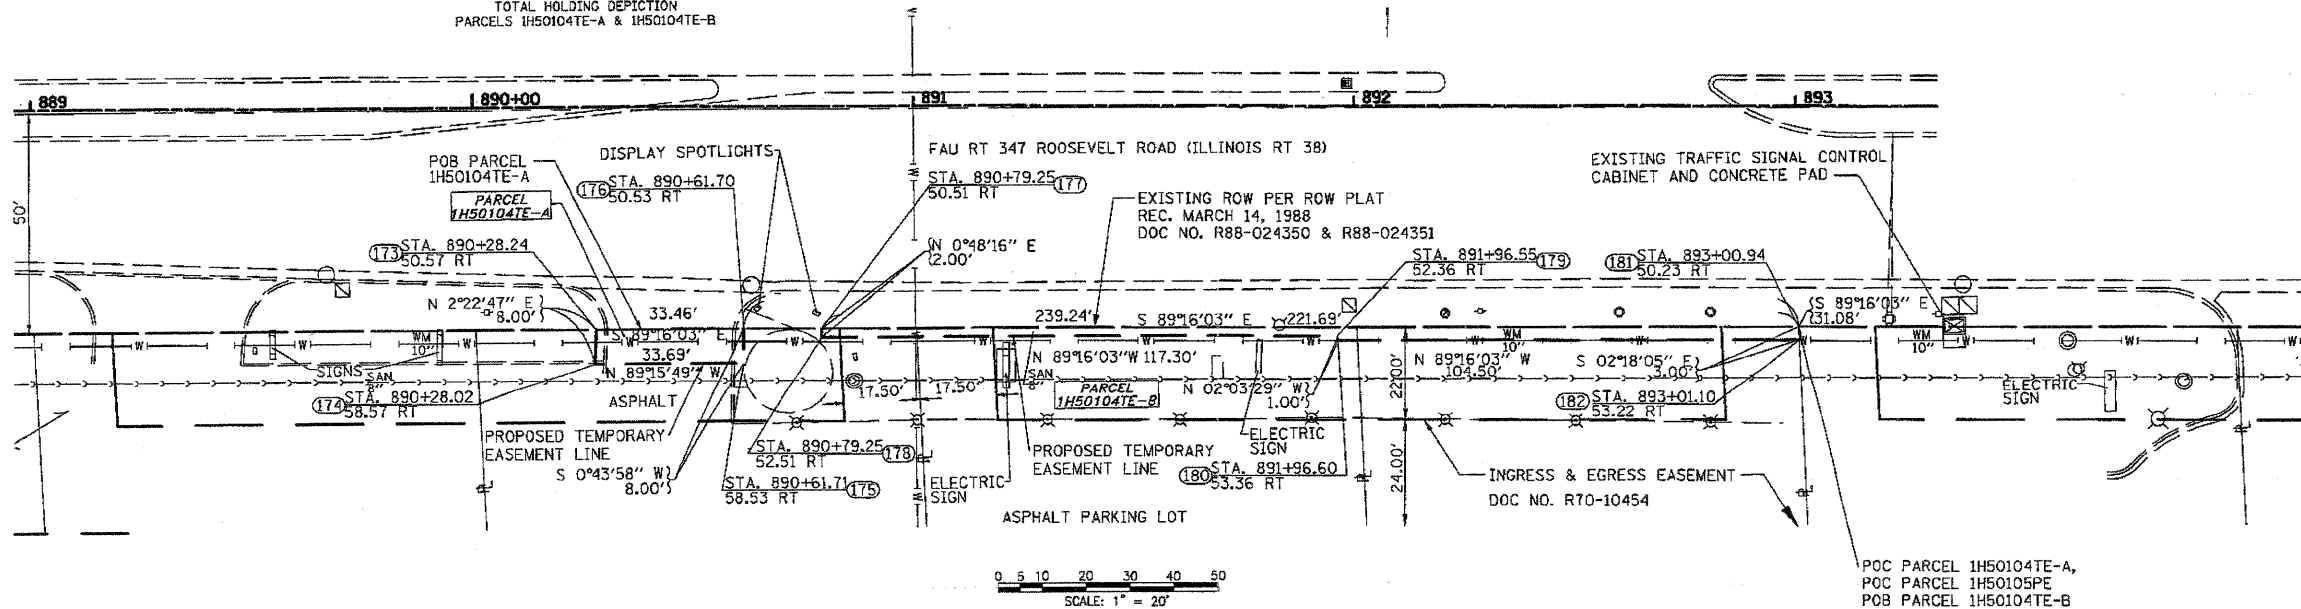 TOTAL HOLDING DEPICTION
PARCELS 1H50104TE-A & 1H50104TE-B
889
890+00
891
892
893
50'
POB PARCEL
1H50104TE-A
PARCEL
1H50104TE-A
DISPLAY SPOTLIGHTS
176 STA. 890+61.70
50.53 RT
FAU RT 347 ROOSEVELT ROAD (ILLINOIS RT 38)
STA. 890+79.25 177
50.51 RT
EXISTING ROW PER ROW PLAT
REC. MARCH 14, 1988
DOC NO. R88-024350 & R88-024351
EXISTING TRAFFIC SIGNAL CONTROL
CABINET AND CONCRETE PAD
173 STA. 890+28.24
50.57 RT
N 0°48'16" E
2.00'
STA. 891+96.55 179
52.36 RT
181 STA. 893+00.94
50.23 RT
N 2°22'47" E
8.00'
33.46'
S 89°16'03" E
33.69'
N 89°15'49" W
239.24'
S 89°16'03" E
221.69'
S 89°16'03" E
31.08'
W
W
WM
10"
W
W
W
W
W
W
WM
10"
W
W
WM
10"
W
W
W
SIGNS
SAN
8"
ASPHALT
174 STA. 890+28.02
58.57 RT
17.50'
17.50'
SAN
8"
N 89°16'03"W 117.30'
PARCEL
1H50104TE-B
N 02°03'29" W
1.00'
22.00'
N 89°16'03" W
104.50'
S 02°18'05" E
3.00'
182 STA. 893+01.10
53.22 RT
ELECTRIC
SIGN
PROPOSED TEMPORARY
EASEMENT LINE
S 0°43'58" W
8.00'
STA. 890+79.25 178
52.51 RT
STA. 890+61.71 175
58.53 RT
ELECTRIC
SIGN
PROPOSED TEMPORARY
EASEMENT LINE
ELECTRIC
SIGN
180 STA. 891+96.60
53.36 RT
24.00'
INGRESS & EGRESS EASEMENT
DOC NO. R70-10454
ASPHALT PARKING LOT
0 5 10 20 30 40 50
SCALE: 1" = 20'
POC PARCEL 1H50104TE-A,
POC PARCEL 1H50105PE
POB PARCEL 1H50104TE-B